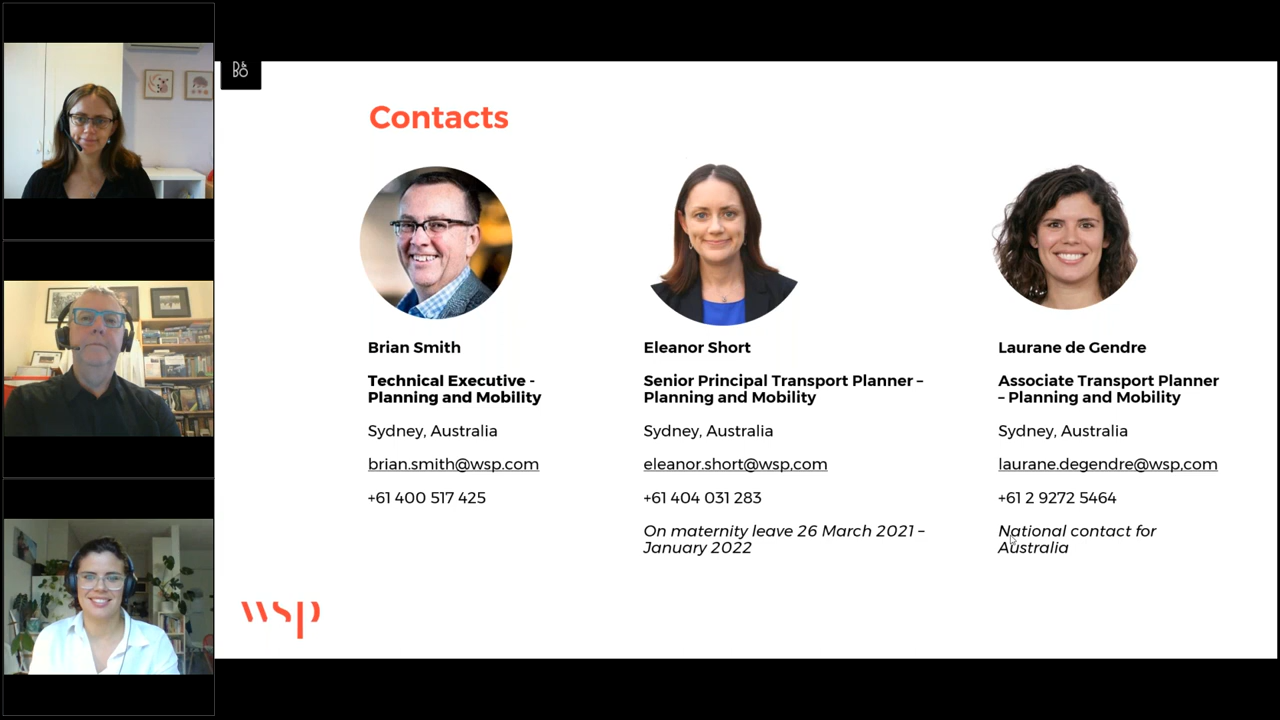 D&
BO
Contacts
Brian Smith
Technical Executive -
Planning and Mobility
Sydney, Australia
brian.smith@wsp.com
+61 400 517 425
Eleanor Short
Senior Principal Transport Planner –
Planning and Mobility
Sydney, Australia
eleanor.short@wsp,com
+61 404 031 283
On maternity leave 26 March 2021 –
January 2022
Laurane de Gendre
Associate Transport Planner
– Planning and Mobility
Sydney, Australia
laurane.degendre@wsp,com
+61 2 9272 5464
National contact for
Australia
wsp